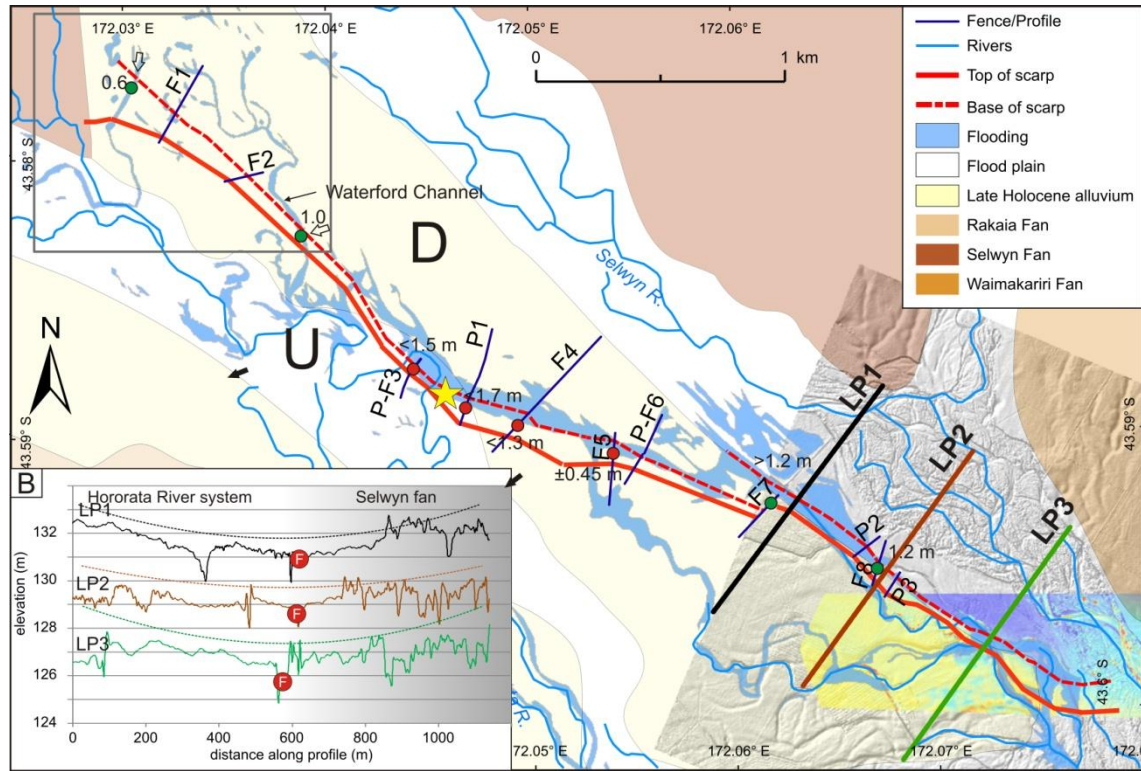 172.03° E
172.04° E
172.05° E
172.06° E
0
1 km
Fence/Profile
Rivers
Top of scarp
Base of scarp
Flooding
Flood plain
Late Holocene alluvium
Rakaia Fan
Selwyn Fan
Waimakariri Fan
0.6
F1
43.58° S
F2
Waterford Channel
1.0
D
Selwyn R.
N
U
<1.5 m
P1
P-F3
1.7 m
F4
<1.3 m
F5
P-F6
±0.45 m
>1.2 m
F7
LP1
LP2
LP3
43.59° S
43.59° S
P2
1.2 m
F8
P3
43.6° S
R.
172.05° E
172.06° E
172.07° E
B
Hororata River system
Selwyn fan
LP1
LP2
LP3
F
F
F
elevation (m)
132
130
128
126
124
0
200
400
600
800
1000
distance along profile (m)